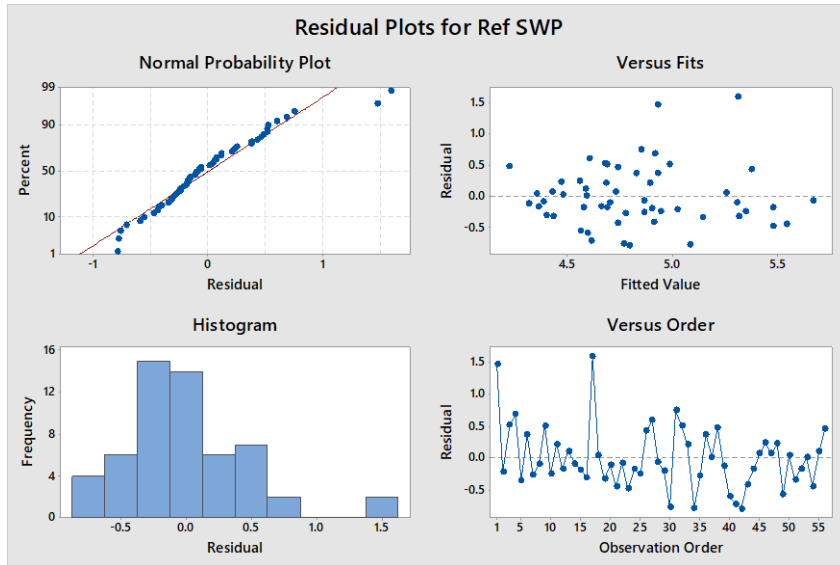 Residual Plots for Ref SWP
Normal Probability Plot
99
90
50
10
1
Percent
-1
0
1
Residual
Versus Fits
1.5
1.0
0.5
0.0
-0.5
Residual
4.5
5.0
5.5
Fitted Value
Histogram
16
12
8
4
0
Frequency
-0.5
0.0
0.5
1.0
1.5
Residual
Versus Order
1.5
1.0
0.5
0.0
-0.5
Residual
1 5 10 15 20 25 30 35 40 45 50 55
Observation Order